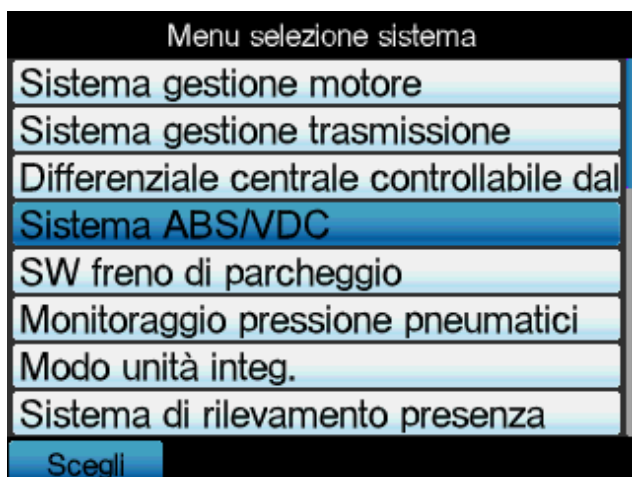 Menu selezione sistema
Sistema gestione motore
Sistema gestione trasmissione
Differenziale centrale controllabile dal
Sistema ABS/VDC
SW freno di parcheggio
Monitoraggio pressione pneumatici
Modo unità integ.
Sistema di rilevamento presenza
Scegli